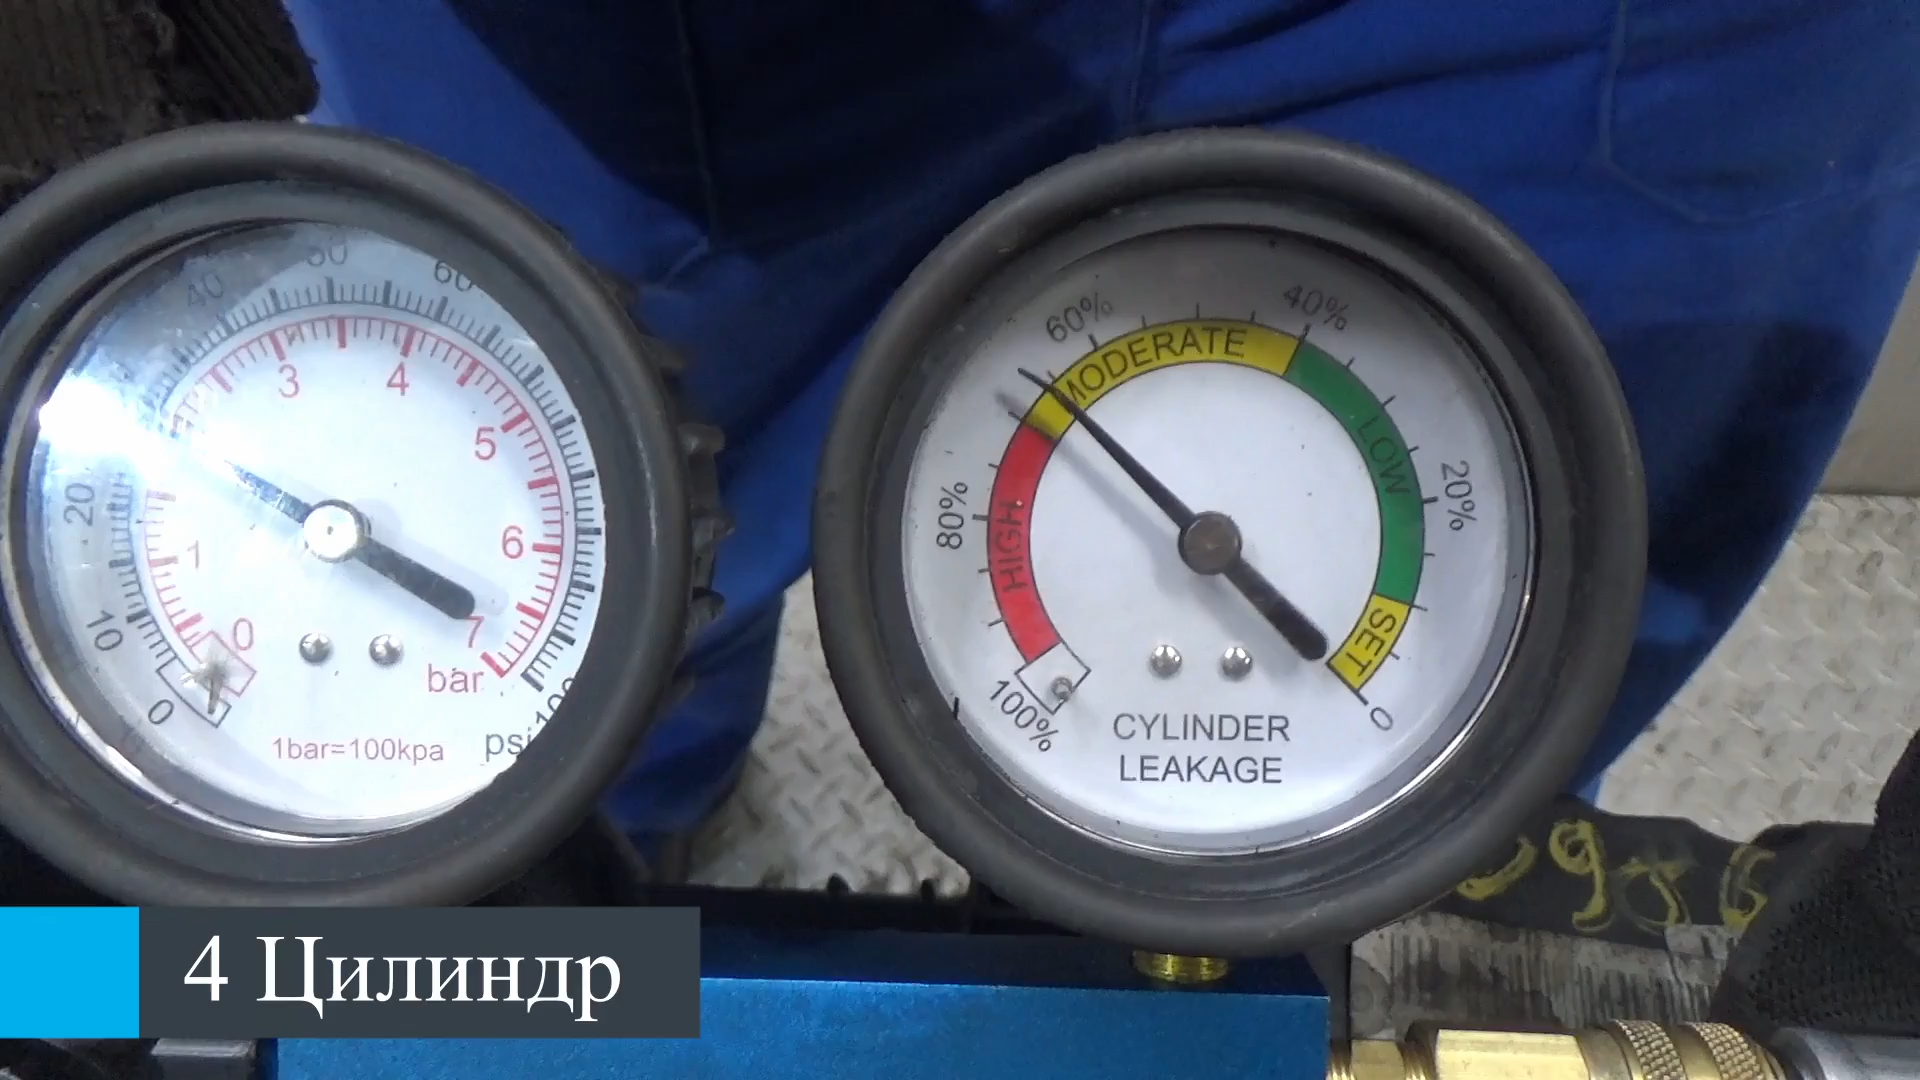 40
50
60
20
10
0
3
4
5
6
7
1
0
bar
psi
1bar=100kpa
60%
40%
20%
80%
100%
0
MODERATE
LOW
HIGH
SET
CYLINDER
LEAKAGE
4 Цилиндр